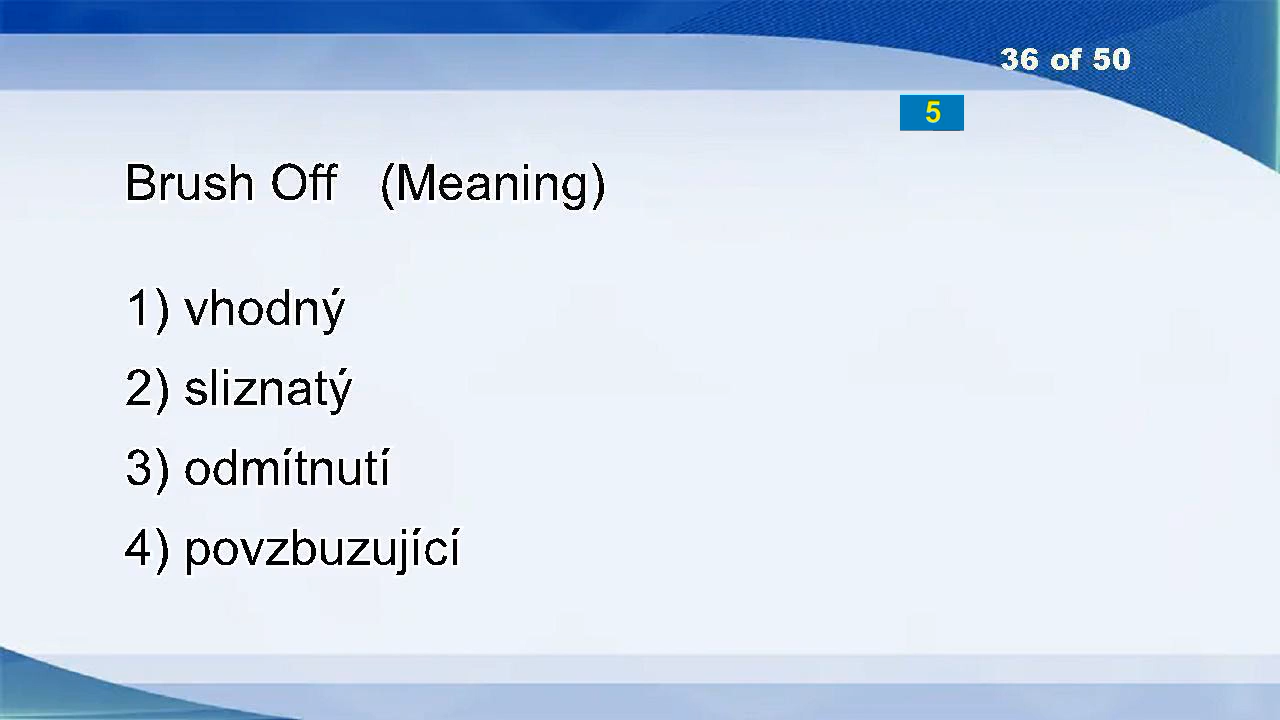 36 of 50
5
Brush Off (Meaning)
1) vhodný
2) sliznatý
3) odmítnutí
4) povzbuzující